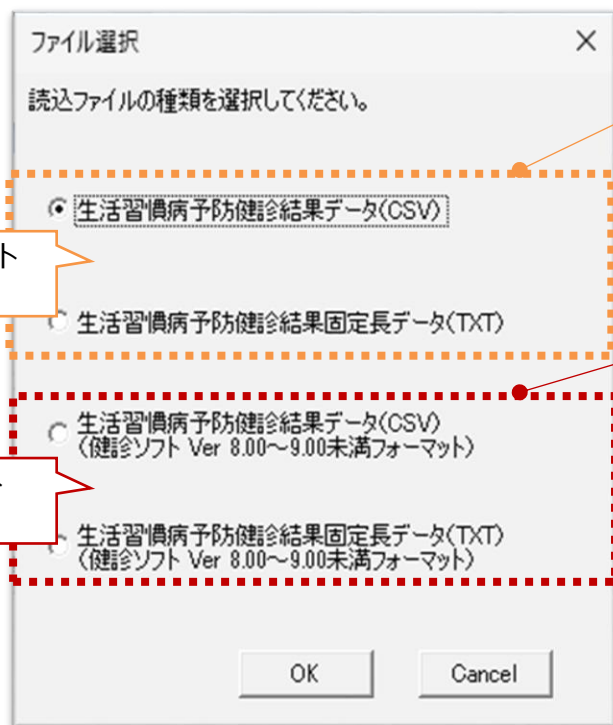 ファイル選択
読込ファイルの種類を選択してください。
生活習慣病予防健診結果データ(CSV)
ト
生活習慣病予防健診結果固定長データ(TXT)
生活習慣病予防健診結果データ(CSV)
(健診ソフト Ver 8.00～9.00未満フォーマット)
生活習慣病予防健診結果固定長データ(TXT)
(健診ソフト Ver 8.00～9.00未満フォーマット)
OK
Cancel